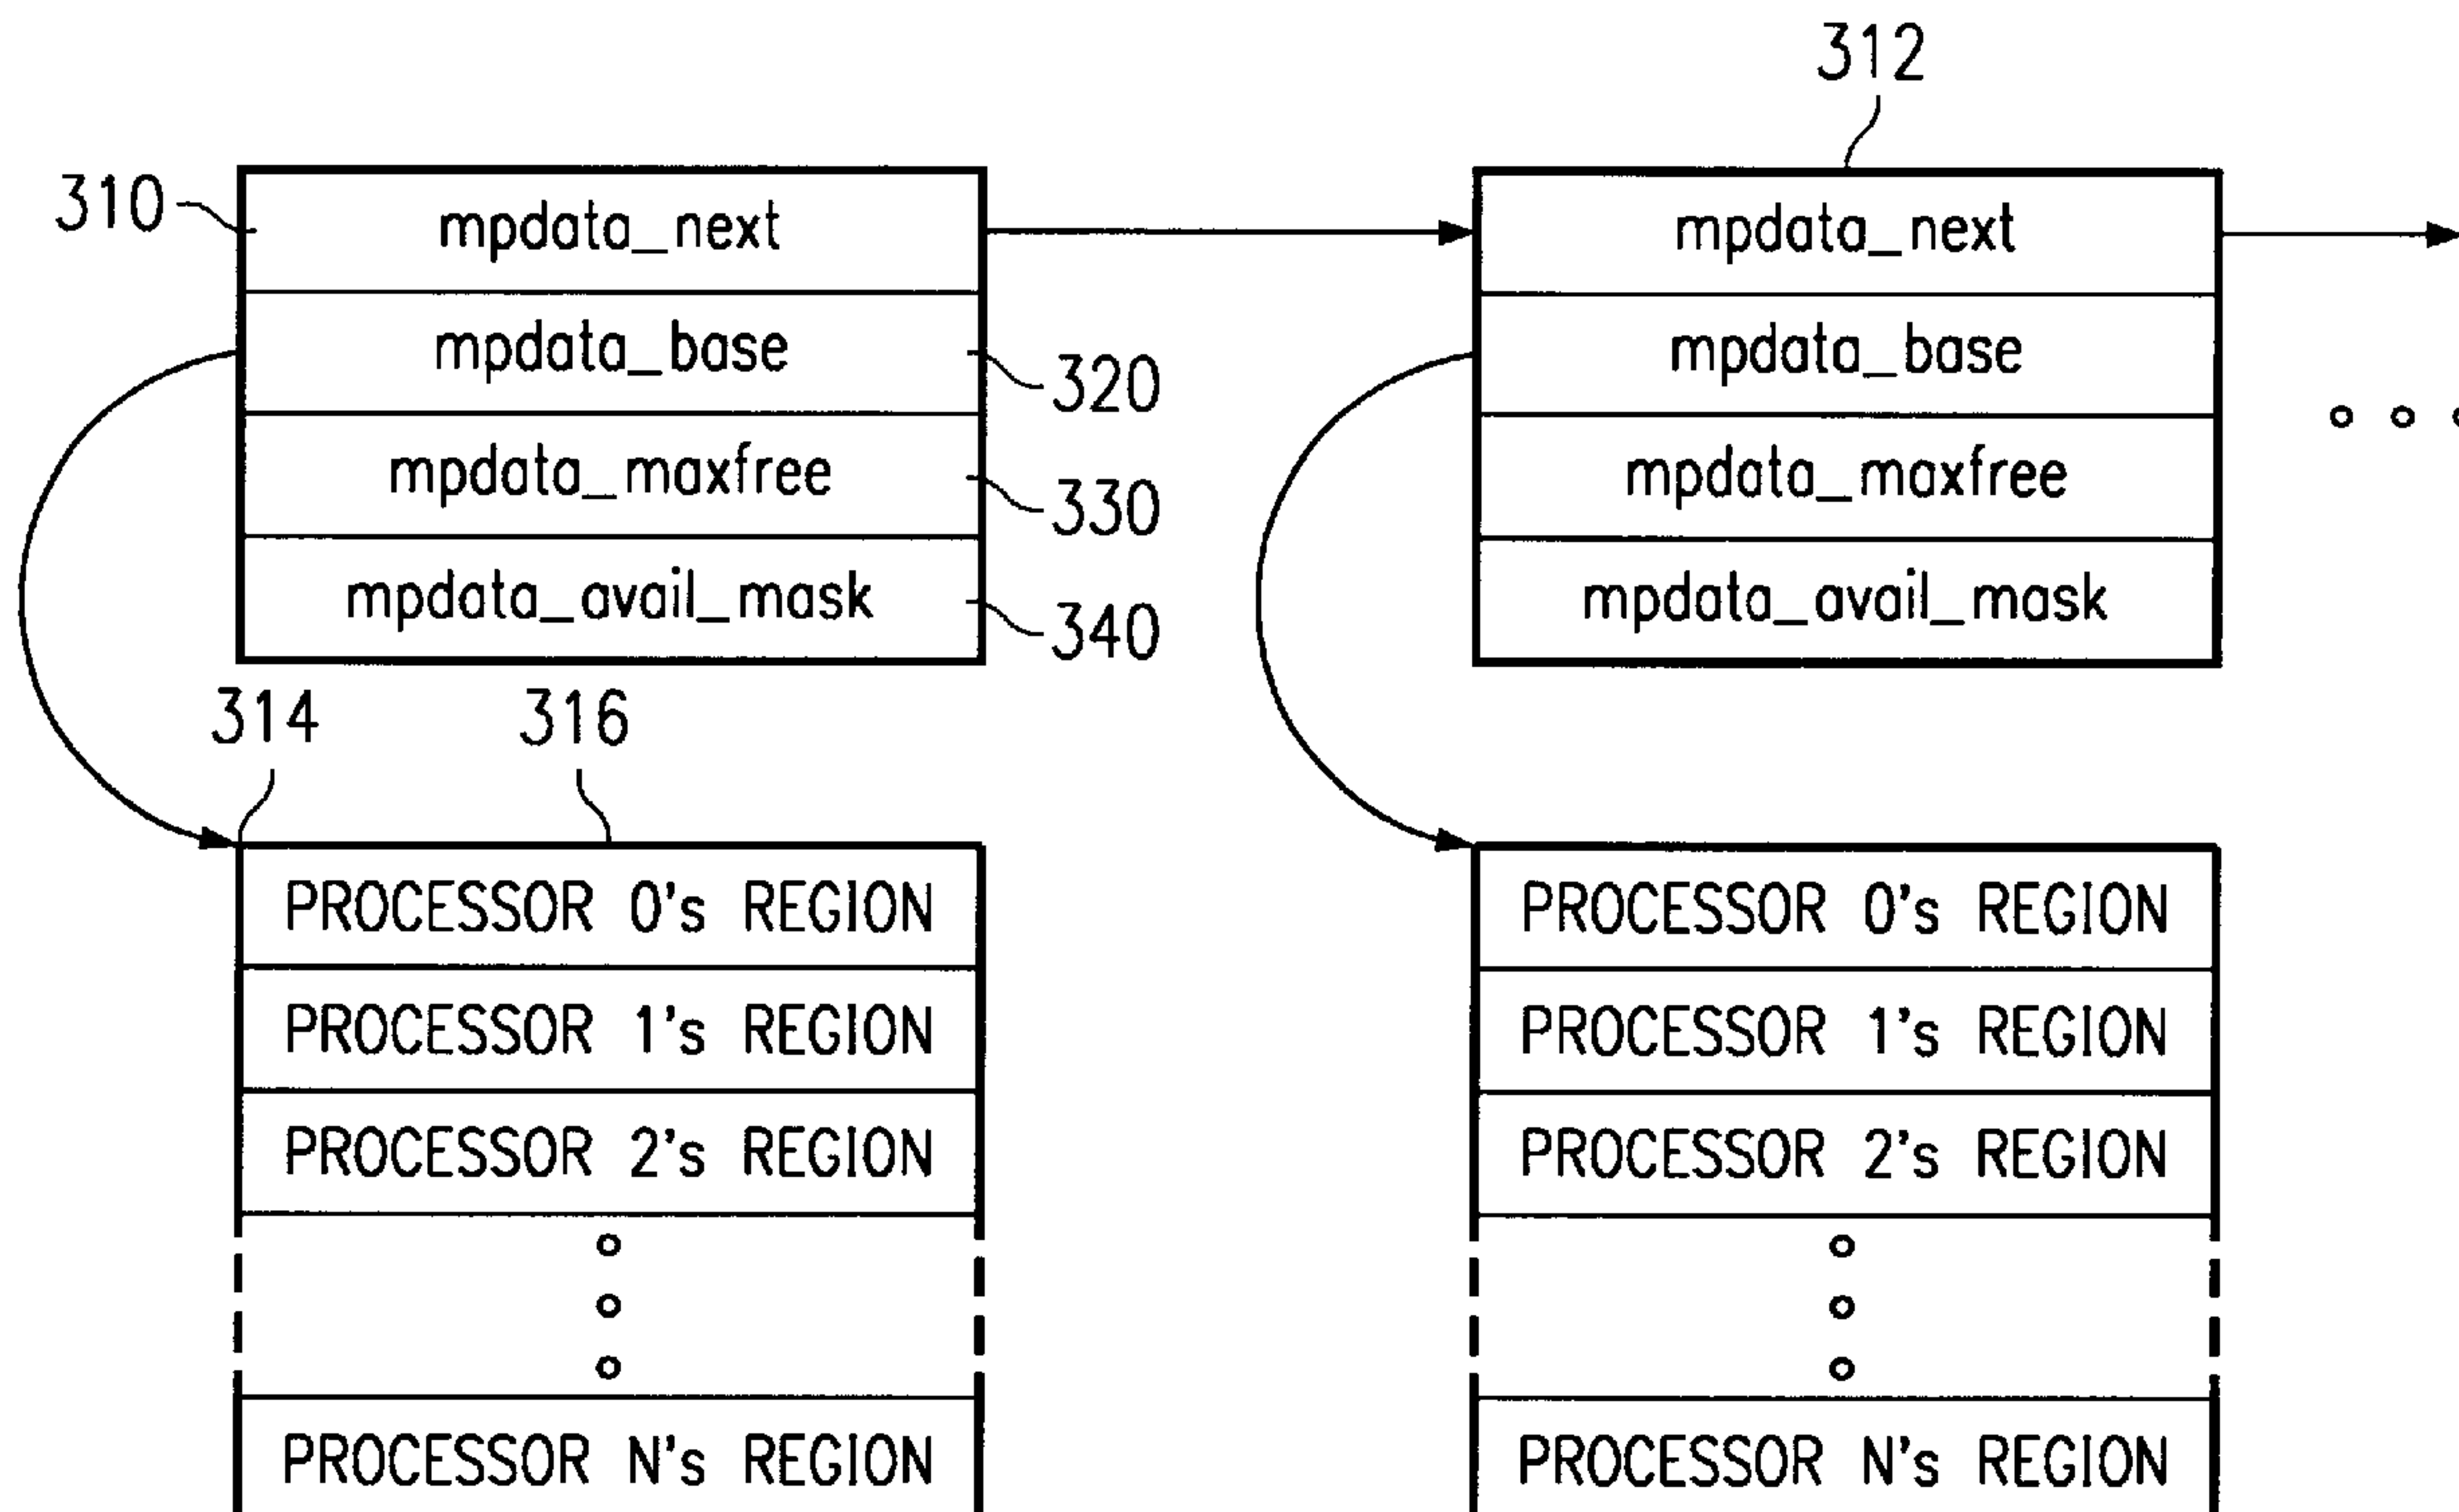 312
310
mpdata_next
mpdata_next
mpdata_base
320
mpdata_base
mpdata_maxfree
330
mpdata_maxfree
mpdata_avail_mask
340
mpdata_avail_mask
314
316
PROCESSOR 0's REGION
PROCESSOR 0's REGION
PROCESSOR 1's REGION
PROCESSOR 1's REGION
PROCESSOR 2's REGION
PROCESSOR 2's REGION
PROCESSOR N's REGION
PROCESSOR N's REGION